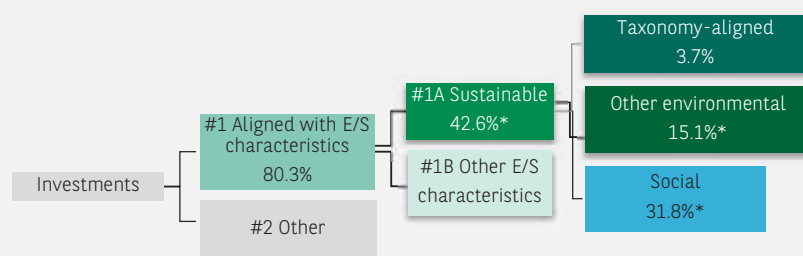 Taxonomy-aligned
3.7%
#1A Sustainable
42.6%*
Other environmental
15.1%*
#1 Aligned with E/S
characteristics
80.3%
#1B Other E/S
characteristics
Social
31.8%*
Investments
#2 Other